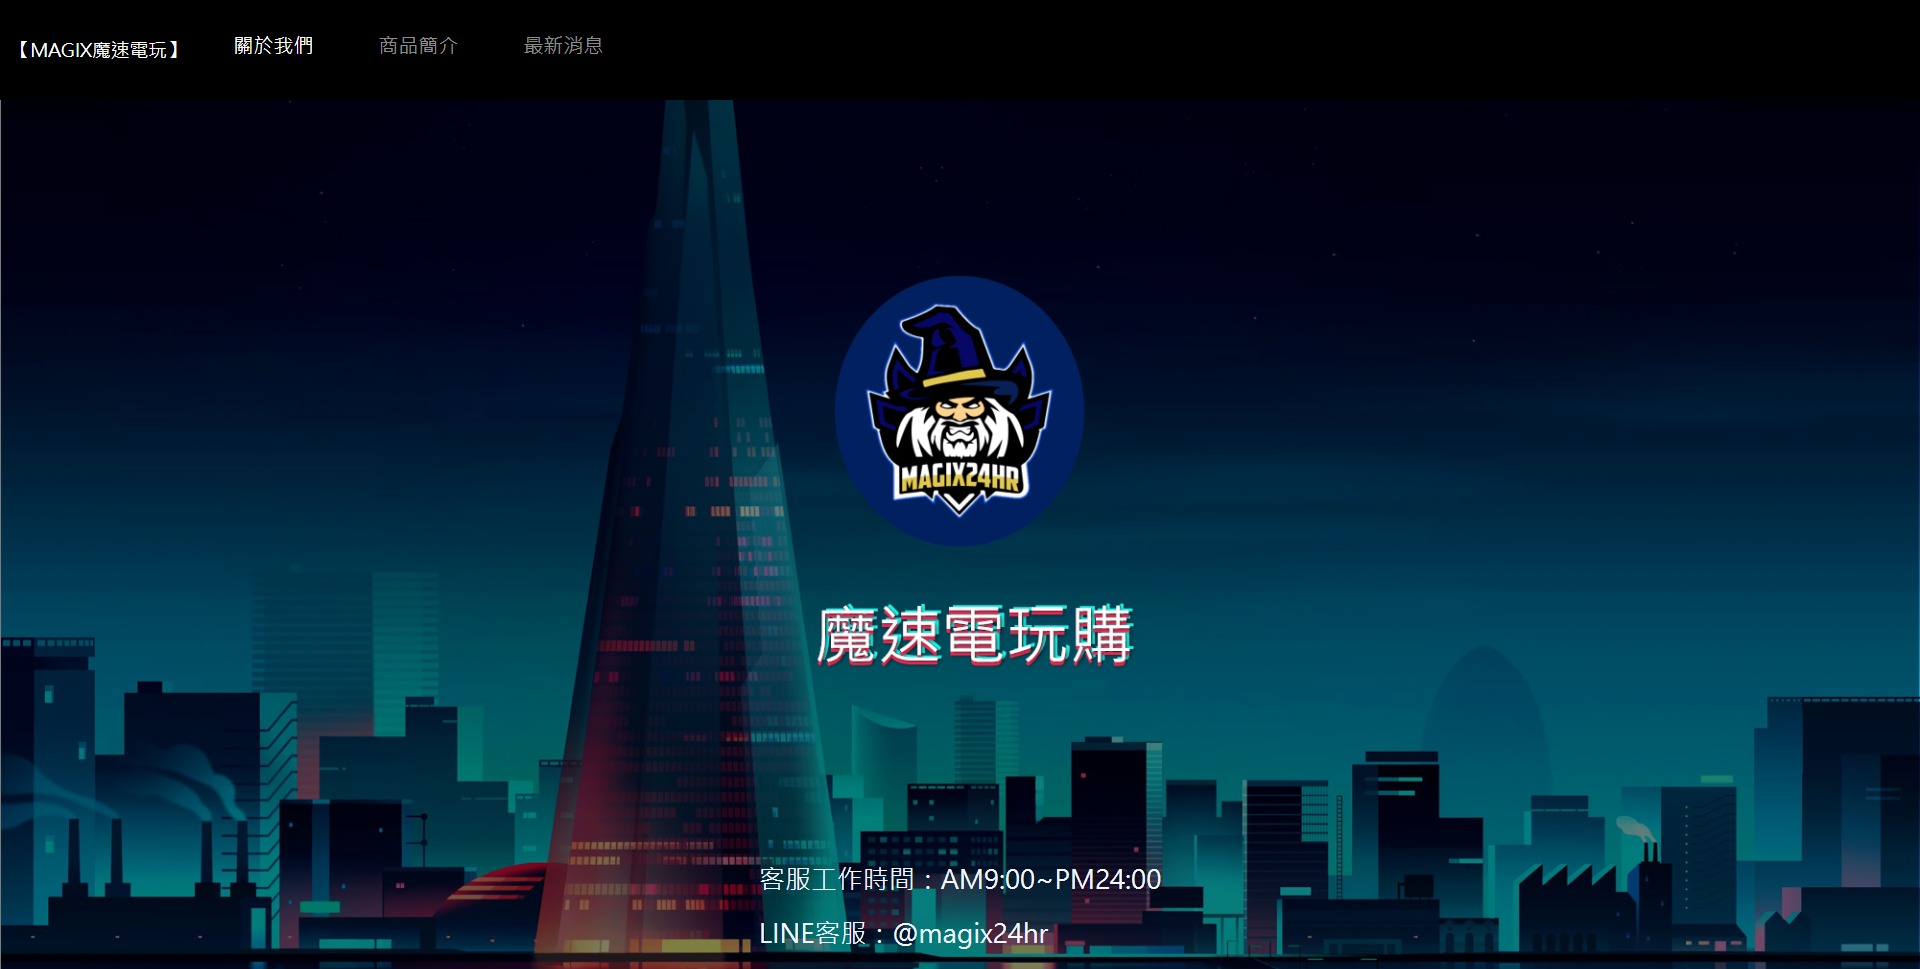 【MAGIX魔速電玩】
關於我們
商品簡介
最新消息
MAGIX24HR
魔速電玩購
客服工作時間：AM9:00~PM24:00
LINE客服：@magix24hr